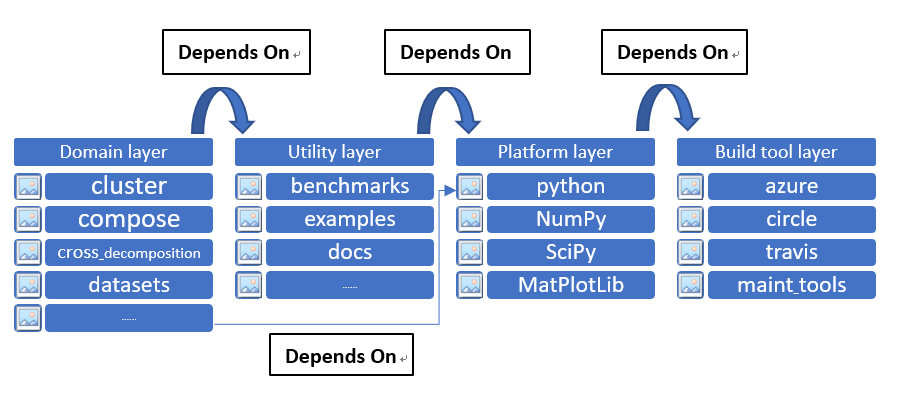 Depends On
Depends On
Depends On
Domain layer
Utility layer
Platform layer
Build tool layer
cluster
benchmarks
python
azure
compose
examples
NumPy
circle
cross_decomposition
docs
SciPy
travis
datasets
......
MatPlotLib
maint_tools
......
Depends On